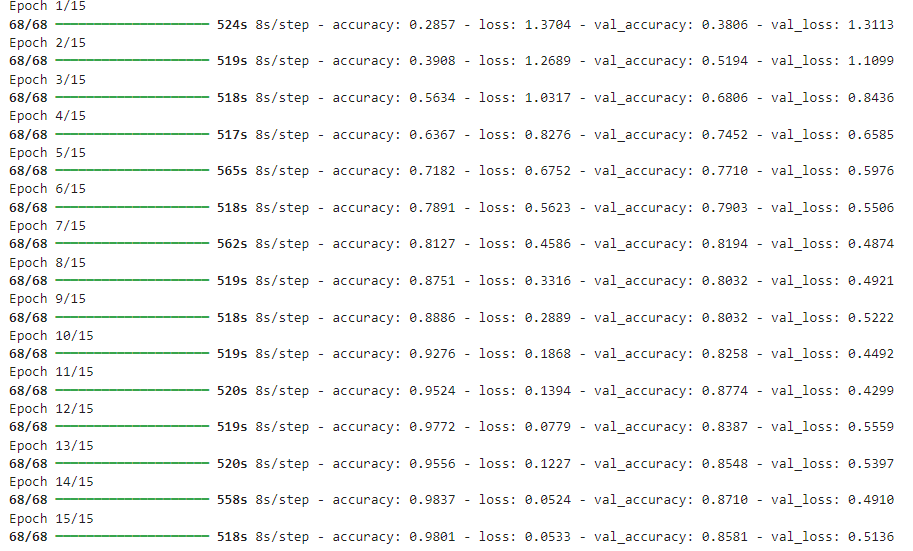 Epoch 1/15
68/68 ━━━━━━━━━━━━━━━━━━━━ 524s 8s/step - accuracy: 0.2857 - loss: 1.3704 - val_accuracy: 0.3806 - val_loss: 1.3113
Epoch 2/15
68/68 ━━━━━━━━━━━━━━━━━━━━ 519s 8s/step - accuracy: 0.3908 - loss: 1.2689 - val_accuracy: 0.5194 - val_loss: 1.1099
Epoch 3/15
68/68 ━━━━━━━━━━━━━━━━━━━━ 518s 8s/step - accuracy: 0.5634 - loss: 1.0317 - val_accuracy: 0.6806 - val_loss: 0.8436
Epoch 4/15
68/68 ━━━━━━━━━━━━━━━━━━━━ 517s 8s/step - accuracy: 0.6367 - loss: 0.8276 - val_accuracy: 0.7452 - val_loss: 0.6585
Epoch 5/15
68/68 ━━━━━━━━━━━━━━━━━━━━ 565s 8s/step - accuracy: 0.7182 - loss: 0.6752 - val_accuracy: 0.7710 - val_loss: 0.5976
Epoch 6/15
68/68 ━━━━━━━━━━━━━━━━━━━━ 518s 8s/step - accuracy: 0.7891 - loss: 0.5623 - val_accuracy: 0.7903 - val_loss: 0.5506
Epoch 7/15
68/68 ━━━━━━━━━━━━━━━━━━━━ 562s 8s/step - accuracy: 0.8127 - loss: 0.4586 - val_accuracy: 0.8194 - val_loss: 0.4874
Epoch 8/15
68/68 ━━━━━━━━━━━━━━━━━━━━ 519s 8s/step - accuracy: 0.8751 - loss: 0.3316 - val_accuracy: 0.8032 - val_loss: 0.4921
Epoch 9/15
68/68 ━━━━━━━━━━━━━━━━━━━━ 518s 8s/step - accuracy: 0.8886 - loss: 0.2889 - val_accuracy: 0.8032 - val_loss: 0.5222
Epoch 10/15
68/68 ━━━━━━━━━━━━━━━━━━━━ 519s 8s/step - accuracy: 0.9276 - loss: 0.1868 - val_accuracy: 0.8258 - val_loss: 0.4492
Epoch 11/15
68/68 ━━━━━━━━━━━━━━━━━━━━ 520s 8s/step - accuracy: 0.9524 - loss: 0.1394 - val_accuracy: 0.8774 - val_loss: 0.4299
Epoch 12/15
68/68 ━━━━━━━━━━━━━━━━━━━━ 519s 8s/step - accuracy: 0.9772 - loss: 0.0779 - val_accuracy: 0.8387 - val_loss: 0.5559
Epoch 13/15
68/68 ━━━━━━━━━━━━━━━━━━━━ 520s 8s/step - accuracy: 0.9556 - loss: 0.1227 - val_accuracy: 0.8548 - val_loss: 0.5397
Epoch 14/15
68/68 ━━━━━━━━━━━━━━━━━━━━ 558s 8s/step - accuracy: 0.9837 - loss: 0.0524 - val_accuracy: 0.8710 - val_loss: 0.4910
Epoch 15/15
68/68 ━━━━━━━━━━━━━━━━━━━━ 518s 8s/step - accuracy: 0.9801 - loss: 0.0533 - val_accuracy: 0.8581 - val_loss: 0.5136